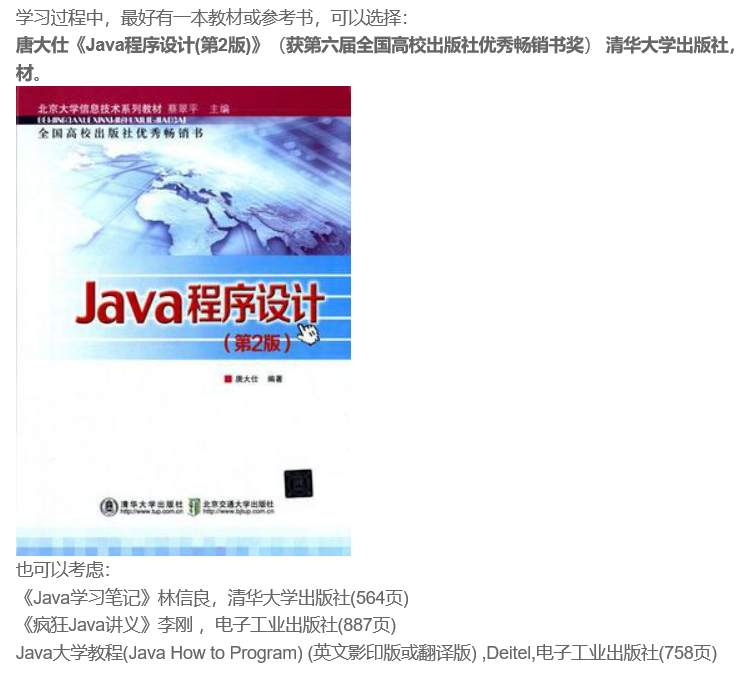 学习过程中，最好有一本教材或参考书，可以选择：
唐大仕《Java程序设计(第2版)》（获第六届全国高校出版社优秀畅销书奖） 清华大学出版社，
材。
北京大学信息技术系列教材 蔡翠平 主编
全国高校出版社优秀畅销书
Java程序设计
（第2版）
唐大仕 编著
清华大学出版社 北京交通大学出版社
http://www.tup.com.cn http://www.bjtup.com.cn
也可以考虑：
《Java学习笔记》林信良，清华大学出版社(564页)
《疯狂Java讲义》李刚 ，电子工业出版社(887页)
Java大学教程(Java How to Program) (英文影印版或翻译版) ,Deitel,电子工业出版社(758页)